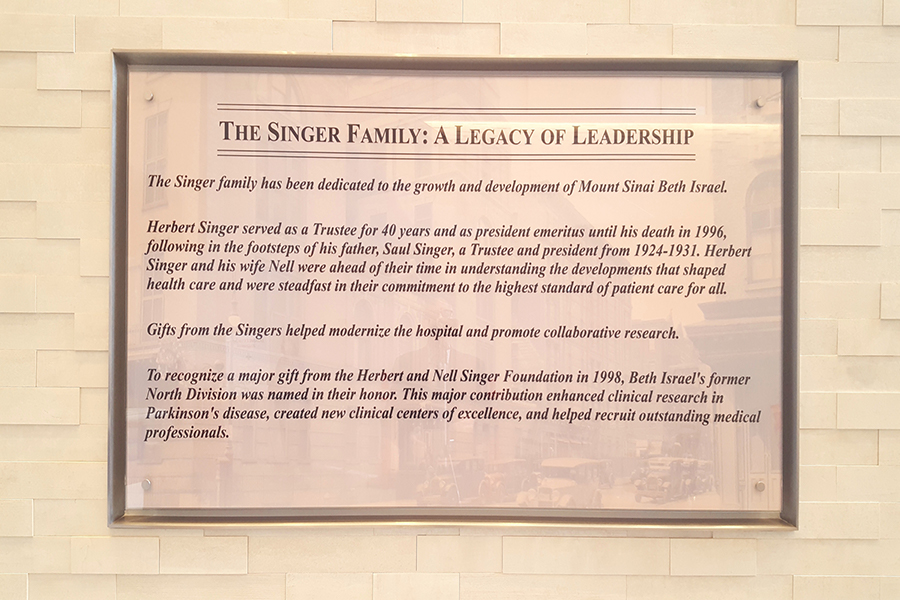 THE SINGER FAMILY: A LEGACY OF LEADERSHIP
The Singer family has been dedicated to the growth and development of Mount Sinai Beth Israel.
Herbert Singer served as a Trustee for 40 years and as president emeritus until his death in 1996,
following in the footsteps of his father, Saul Singer, a Trustee and president from 1924-1931. Herbert
Singer and his wife Nell were ahead of their time in understanding the developments that shaped
health care and were steadfast in their commitment to the highest standard of patient care for all.
Gifts from the Singers helped modernize the hospital and promote collaborative research.
To recognize a major gift from the Herbert and Nell Singer Foundation in 1998, Beth Israel's former
North Division was named in their honor. This major contribution enhanced clinical research in
Parkinson's disease, created new clinical centers of excellence, and helped recruit outstanding medical
professionals.